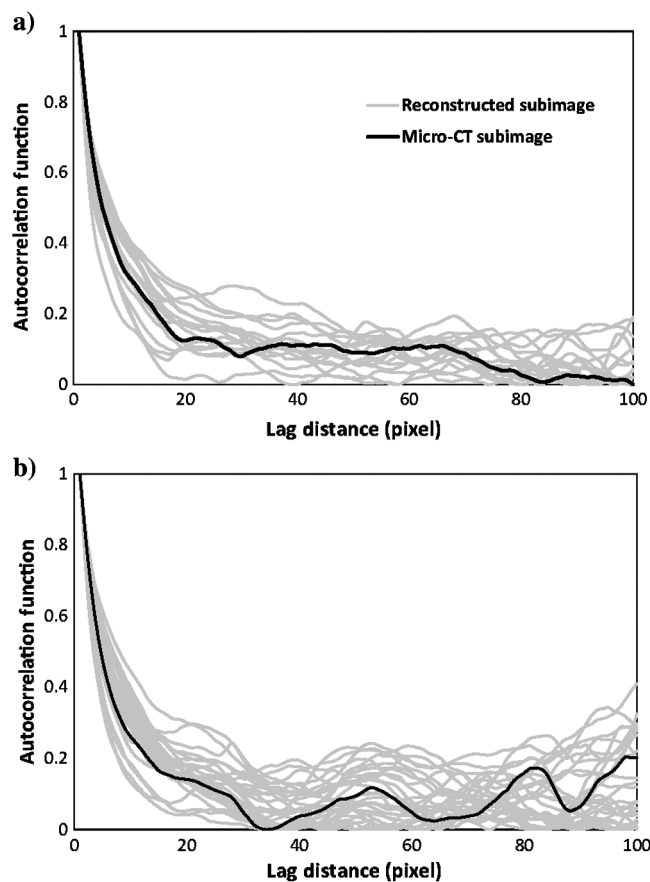 a)
1
0.8
0.6
0.4
0.2
0
Autocorrelation function
Reconstructed subimage
Micro-CT subimage
0 20 40 60 80 100
Lag distance (pixel)
b)
1
0.8
0.6
0.4
0.2
0
Autocorrelation function
0 20 40 60 80 100
Lag distance (pixel)